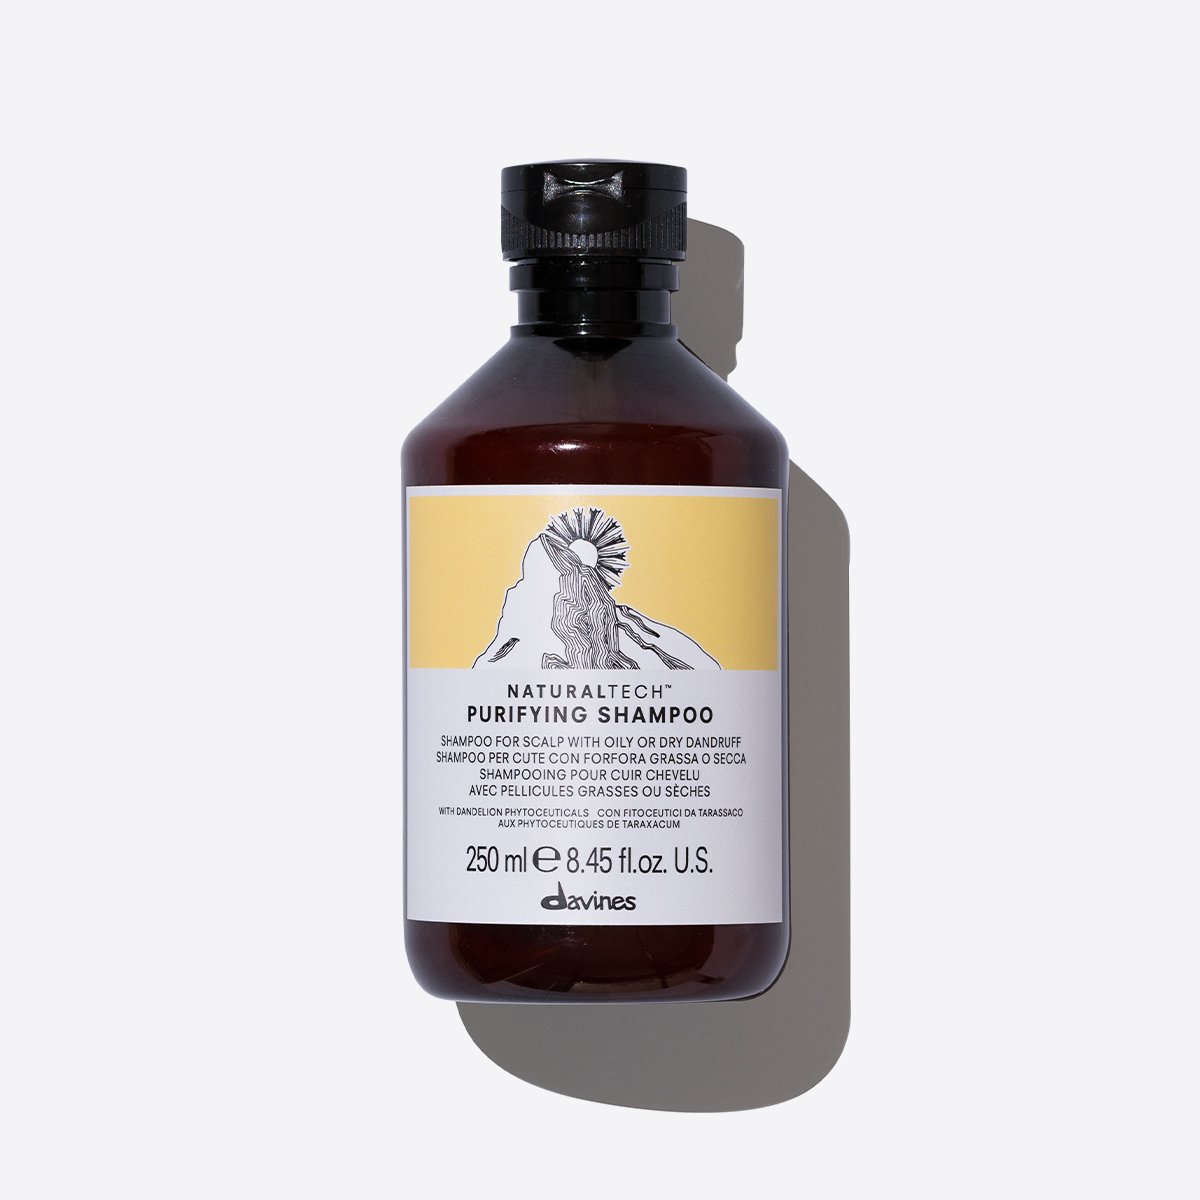 NATURALTECH™
PURIFYING SHAMPOO
SHAMPOO FOR SCALP WITH OILY OR DRY DANDRUFF
SHAMPOO PER CUTE CON FORFORA GRASSA O SECCA
SHAMPOOING POUR CUIR CHEVELU
AVEC PELLICULES GRASSES OU SÈCHES
WITH DANDELION PHYTOCEUTICALS CON FITOCEUTICI DA TARASSACO
AUX PHYTOCEUTIQUES DE TARAXACUM
250 ml ℮ 8.45 fl.oz. U.S.
davines